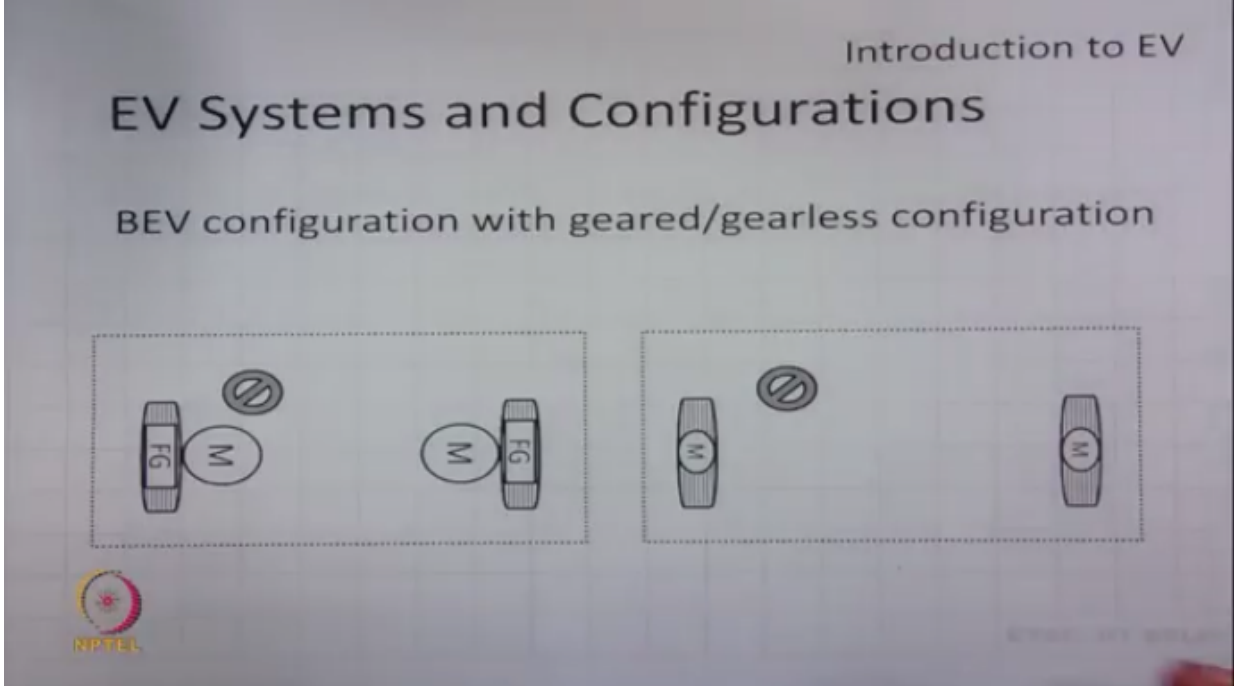 Introduction to EV
EV Systems and Configurations
BEV configuration with geared/gearless configuration
FG
M
M
FG
M
M
NPTEL